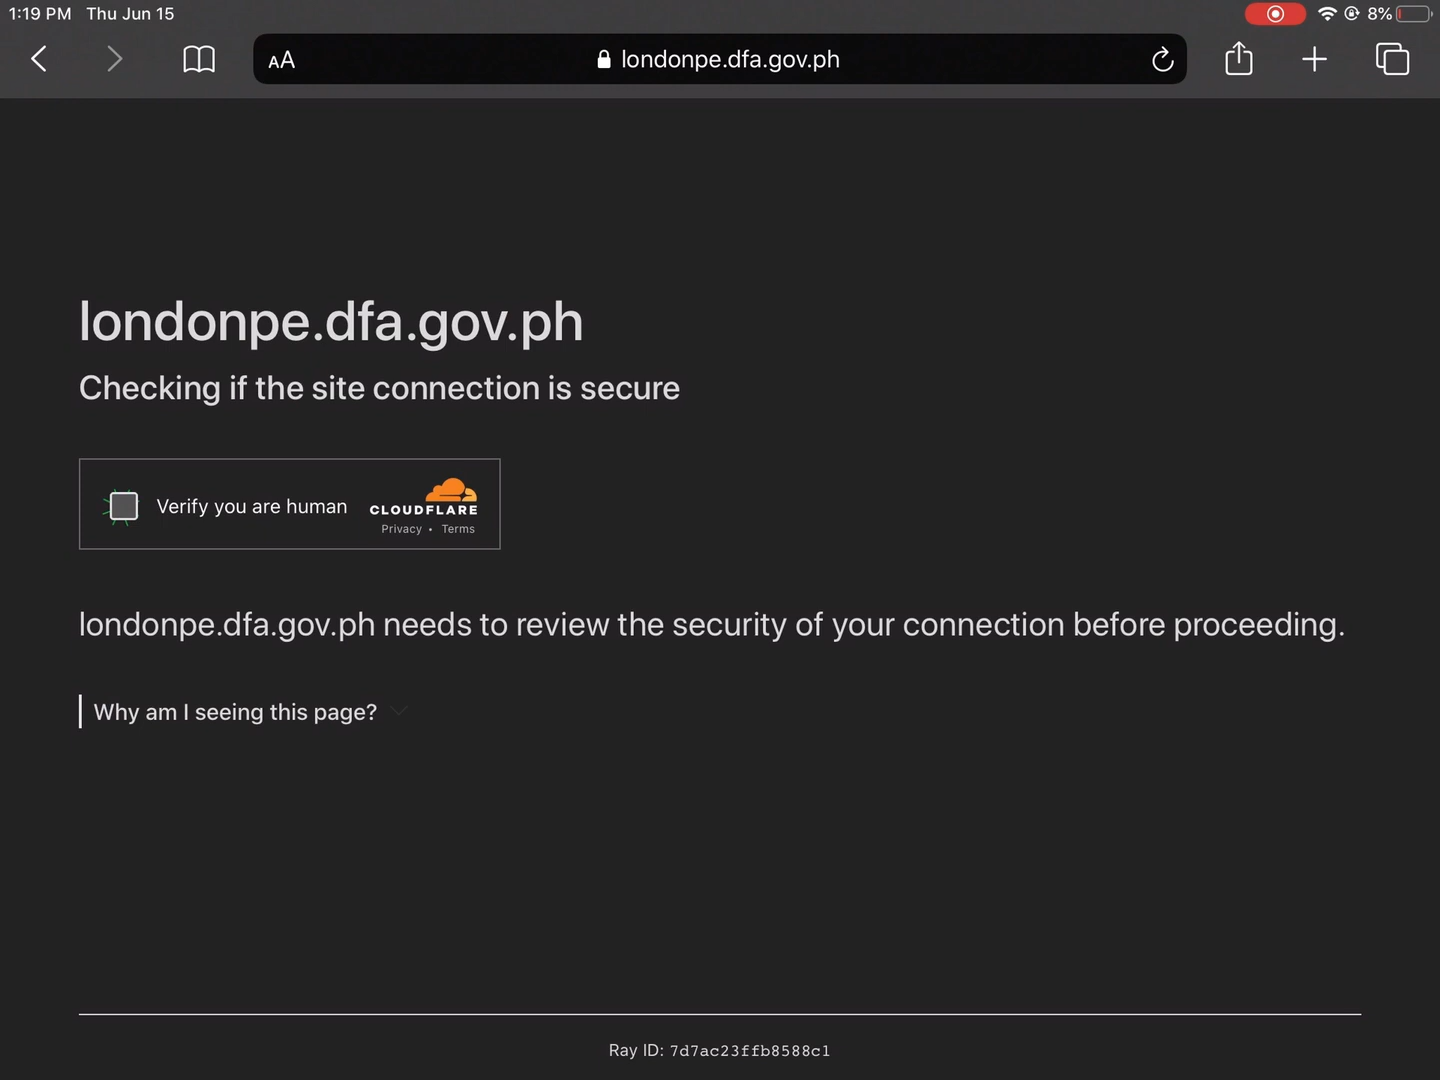 1:19 PM Thu Jun 15
8%
AA
londonpe.dfa.gov.ph
londonpe.dfa.gov.ph
Checking if the site connection is secure
Verify you are human
CLOUDFLARE
Privacy • Terms
londonpe.dfa.gov.ph needs to review the security of your connection before proceeding.
Why am I seeing this page?
Ray ID: 7d7ac23ffb8588c1